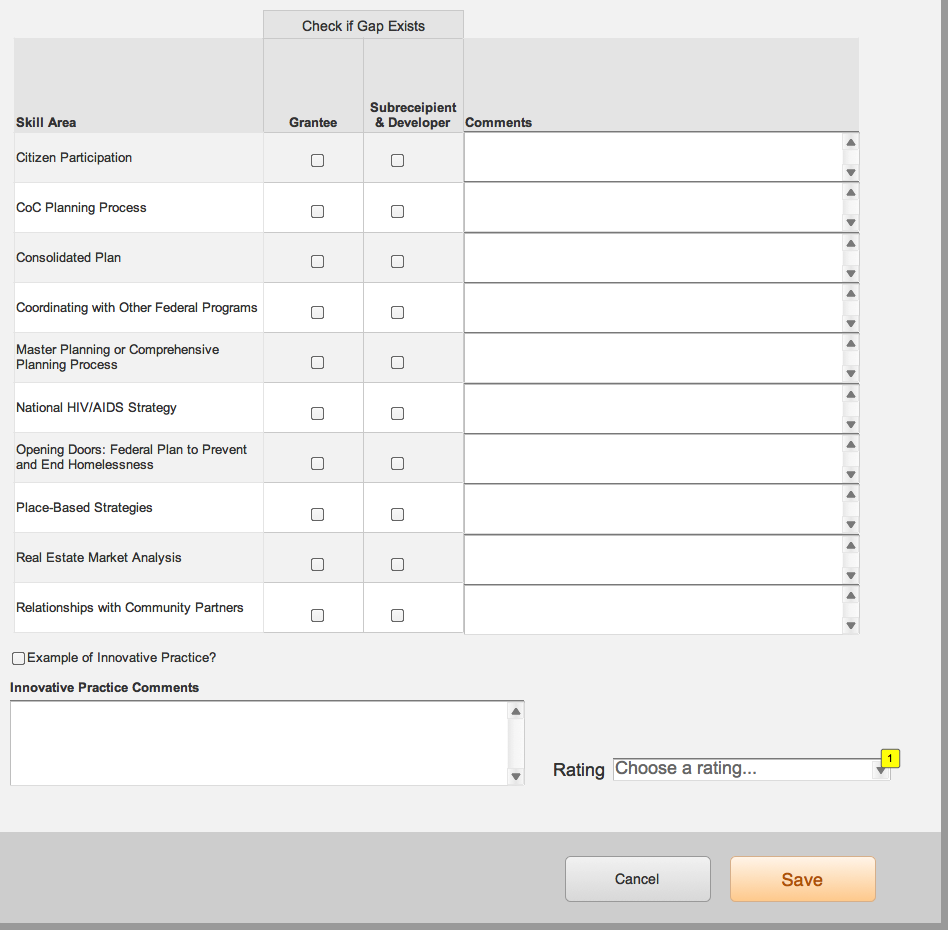 Check if Gap Exists
Subreceipient
Skill Area Grantee & Developer Comments
Citizen Participation
CoC Planning Process
Consolidated Plan
Coordinating with Other Federal Programs
Master Planning or Comprehensive
Planning Process
National HIV/AIDS Strategy
Opening Doors: Federal Plan to Prevent
and End Homelessness
Place-Based Strategies
Real Estate Market Analysis
Relationships with Community Partners
Example of Innovative Practice?
Innovative Practice Comments
1
Rating Choose a rating...
Cancel Save